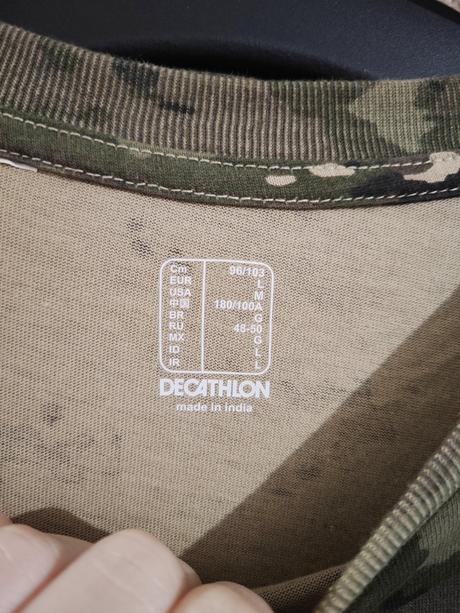 Cm 96/103
EUR L
USA M
中国 180/100A
BR G
RU 48-50
MX G
ID L
IR L
DECATHLON
made in india